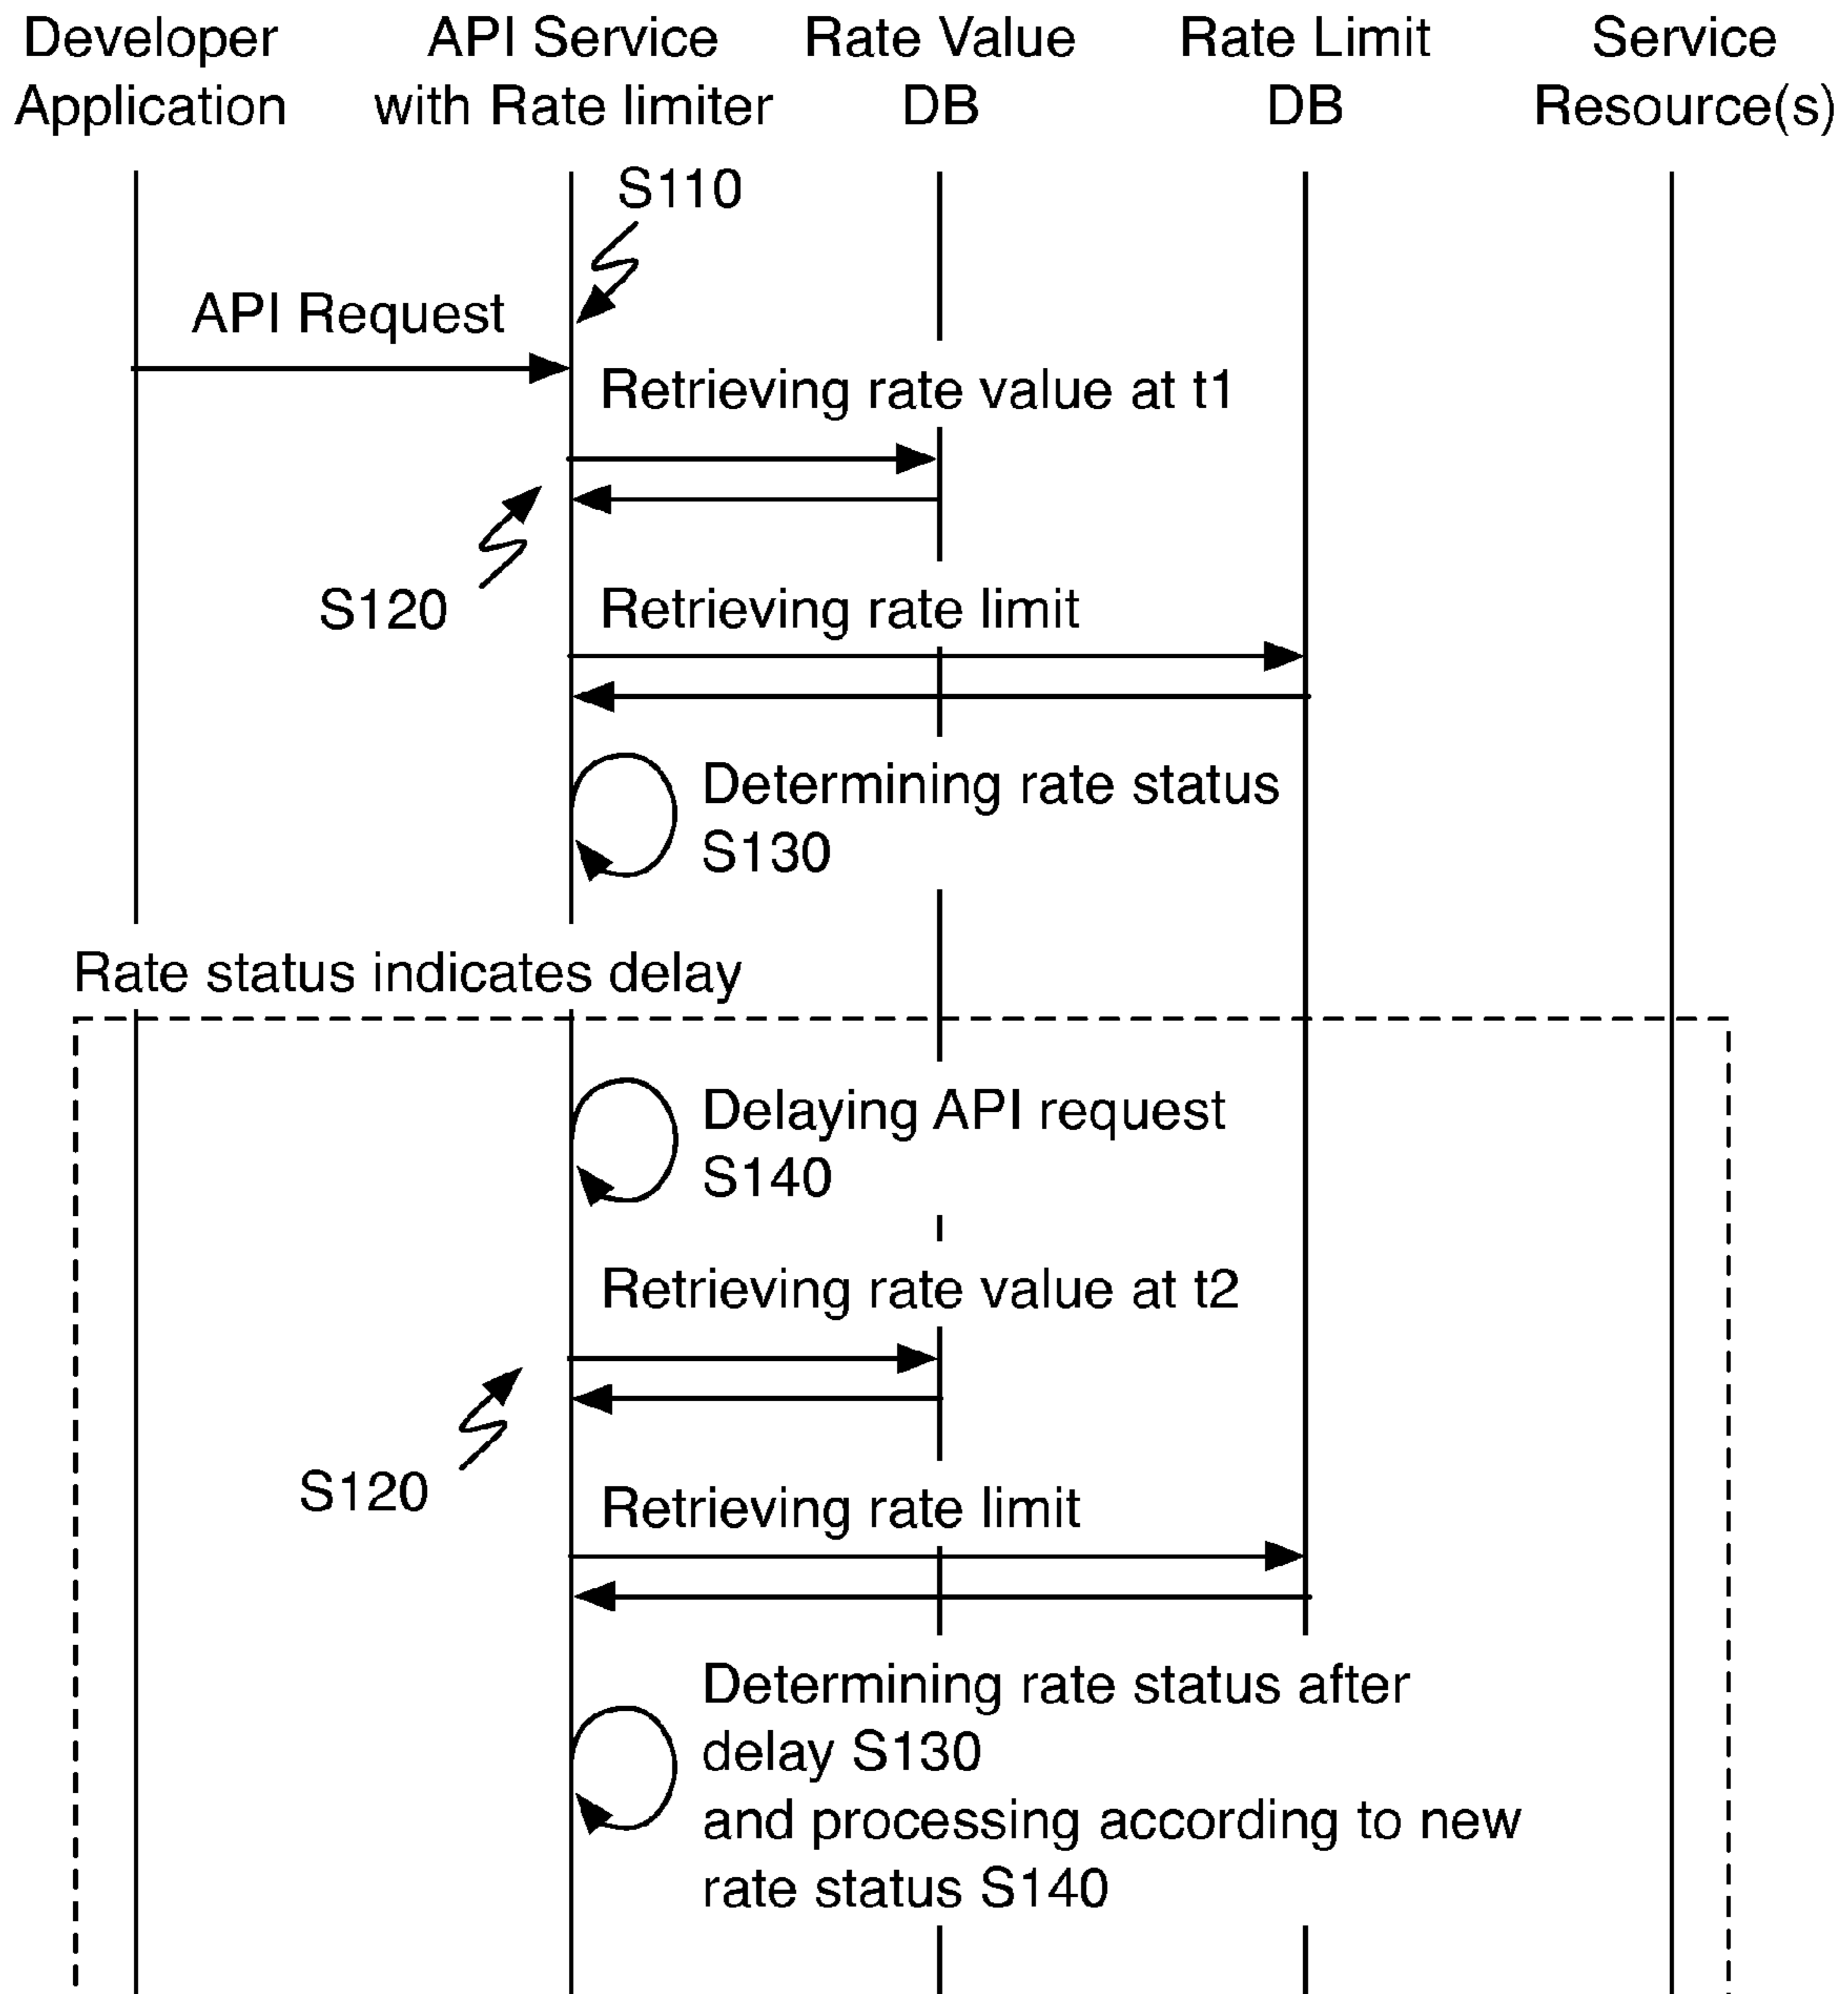 Developer
Application
API Service
with Rate limiter
Rate Value
DB
Rate Limit
DB
Service
Resource(s)
S110
API Request
Retrieving rate value at t1
S120
Retrieving rate limit
Determining rate status
S130
Rate status indicates delay
Delaying API request
S140
Retrieving rate value at t2
S120
Retrieving rate limit
Determining rate status after
delay S130
and processing according to new
rate status S140